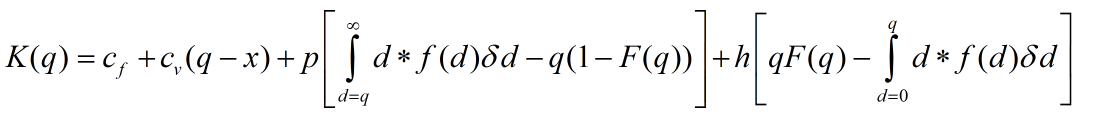 K(q) = c_f + c_v(q − x) + p[∫_{d=q}^{∞} d * f(d)δd − q(1 − F(q))] + h[qF(q) − ∫_{d=0}^{q} d * f(d)δd]